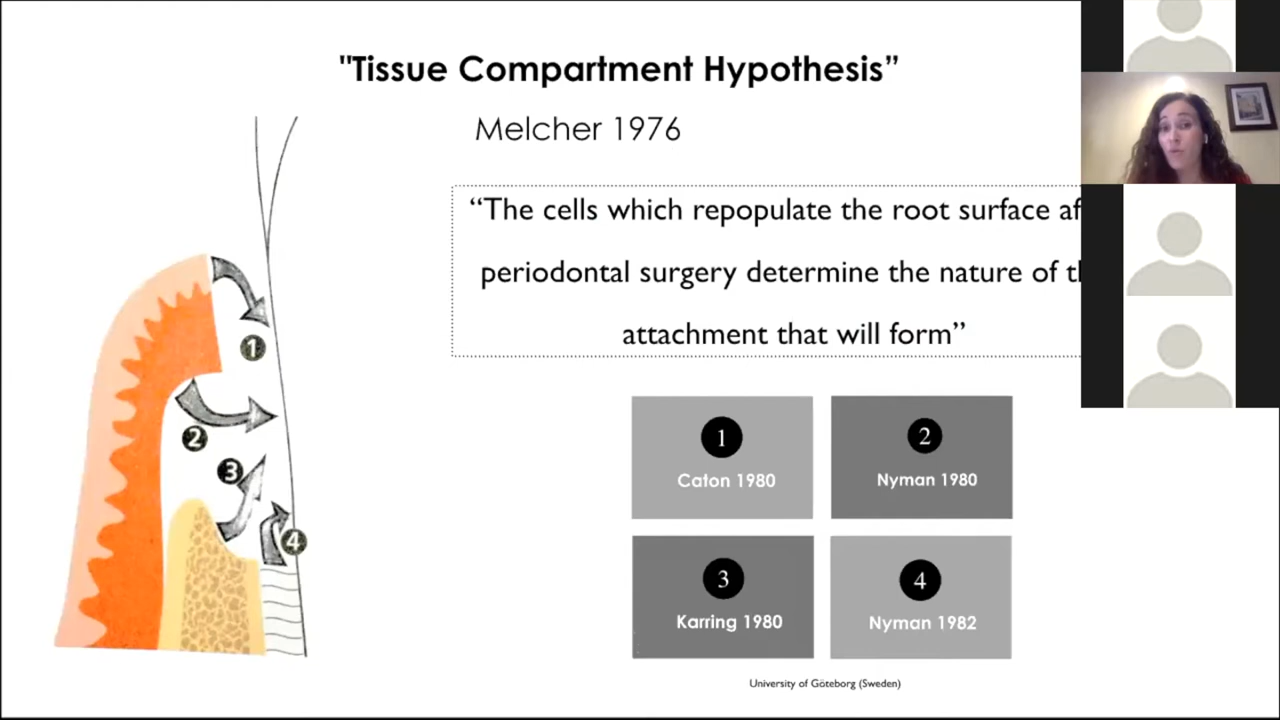 "Tissue Compartment Hypothesis”
Melcher 1976
“The cells which repopulate the root surface
periodontal surgery determine the nature of
attachment that will form”
1
2
3
4
1
Caton 1980
2
Nyman 1980
3
Karring 1980
4
Nyman 1982
University of Göteborg (Sweden)